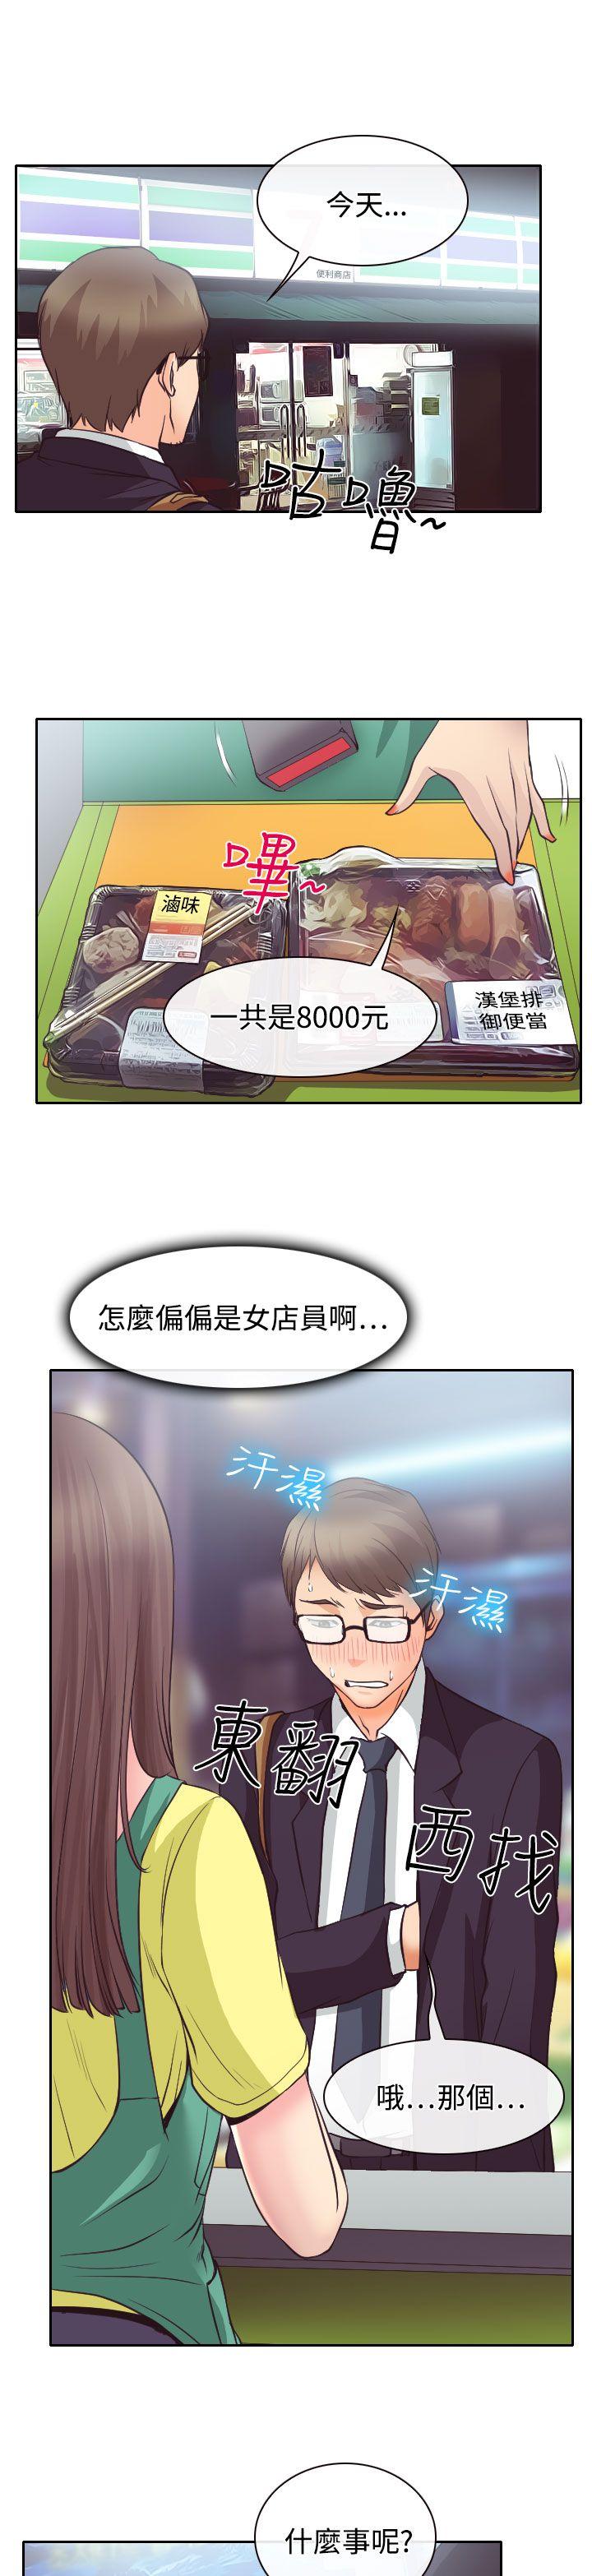 今天...
便利商店
咕嚕~
嗶~
滷味
一共是8000元
漢堡排
御便當
怎麼偏偏是女店員啊...
汗濕
汗濕
東翻
西找
哦...那個...
什麼事呢?